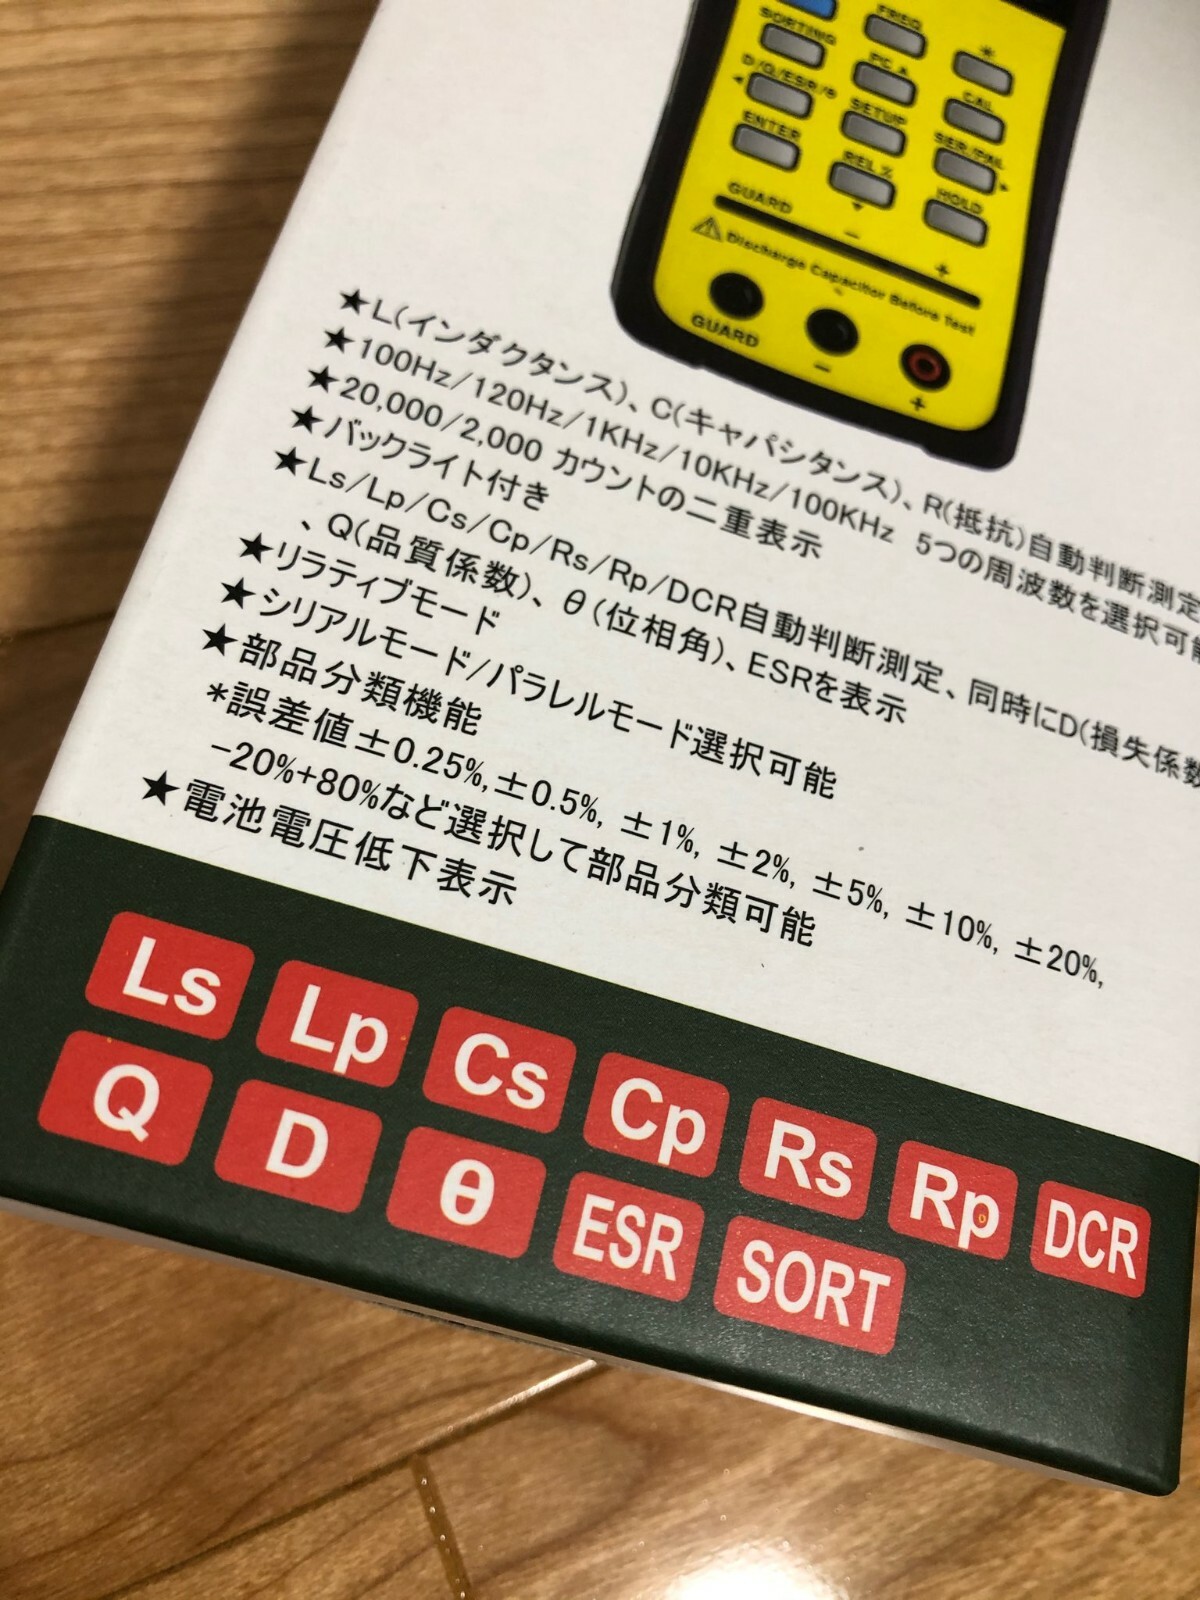 FREQ
SORTING
PC▲
D/Q/ESR/θ
CAL
SETUP
ENTER
SER/PAL
REL%
HOLD
GUARD
− +
Discharge Capacitor Before Test
GUARD
−
+
★L(インダクタンス)、C(キャパシタンス)、R(抵抗)自動判断測定
★100Hz/120Hz/1KHz/10KHz/100KHz 5つの周波数を選択可能
★20,000/2,000 カウントの二重表示
★バックライト付き
★Ls/Lp/Cs/Cp/Rs/Rp/DCR自動判断測定、同時にD(損失係数
、Q(品質係数)、θ(位相角)、ESRを表示
★リラティブモード
★シリアルモード/パラレルモード選択可能
★部品分類機能
*誤差値±0.25%,±0.5%, ±1%, ±2%, ±5%, ±10%, ±20%,
-20%+80%など選択して部品分類可能
★電池電圧低下表示
Ls Lp Cs Cp Rs Rp DCR
Q D θ ESR SORT